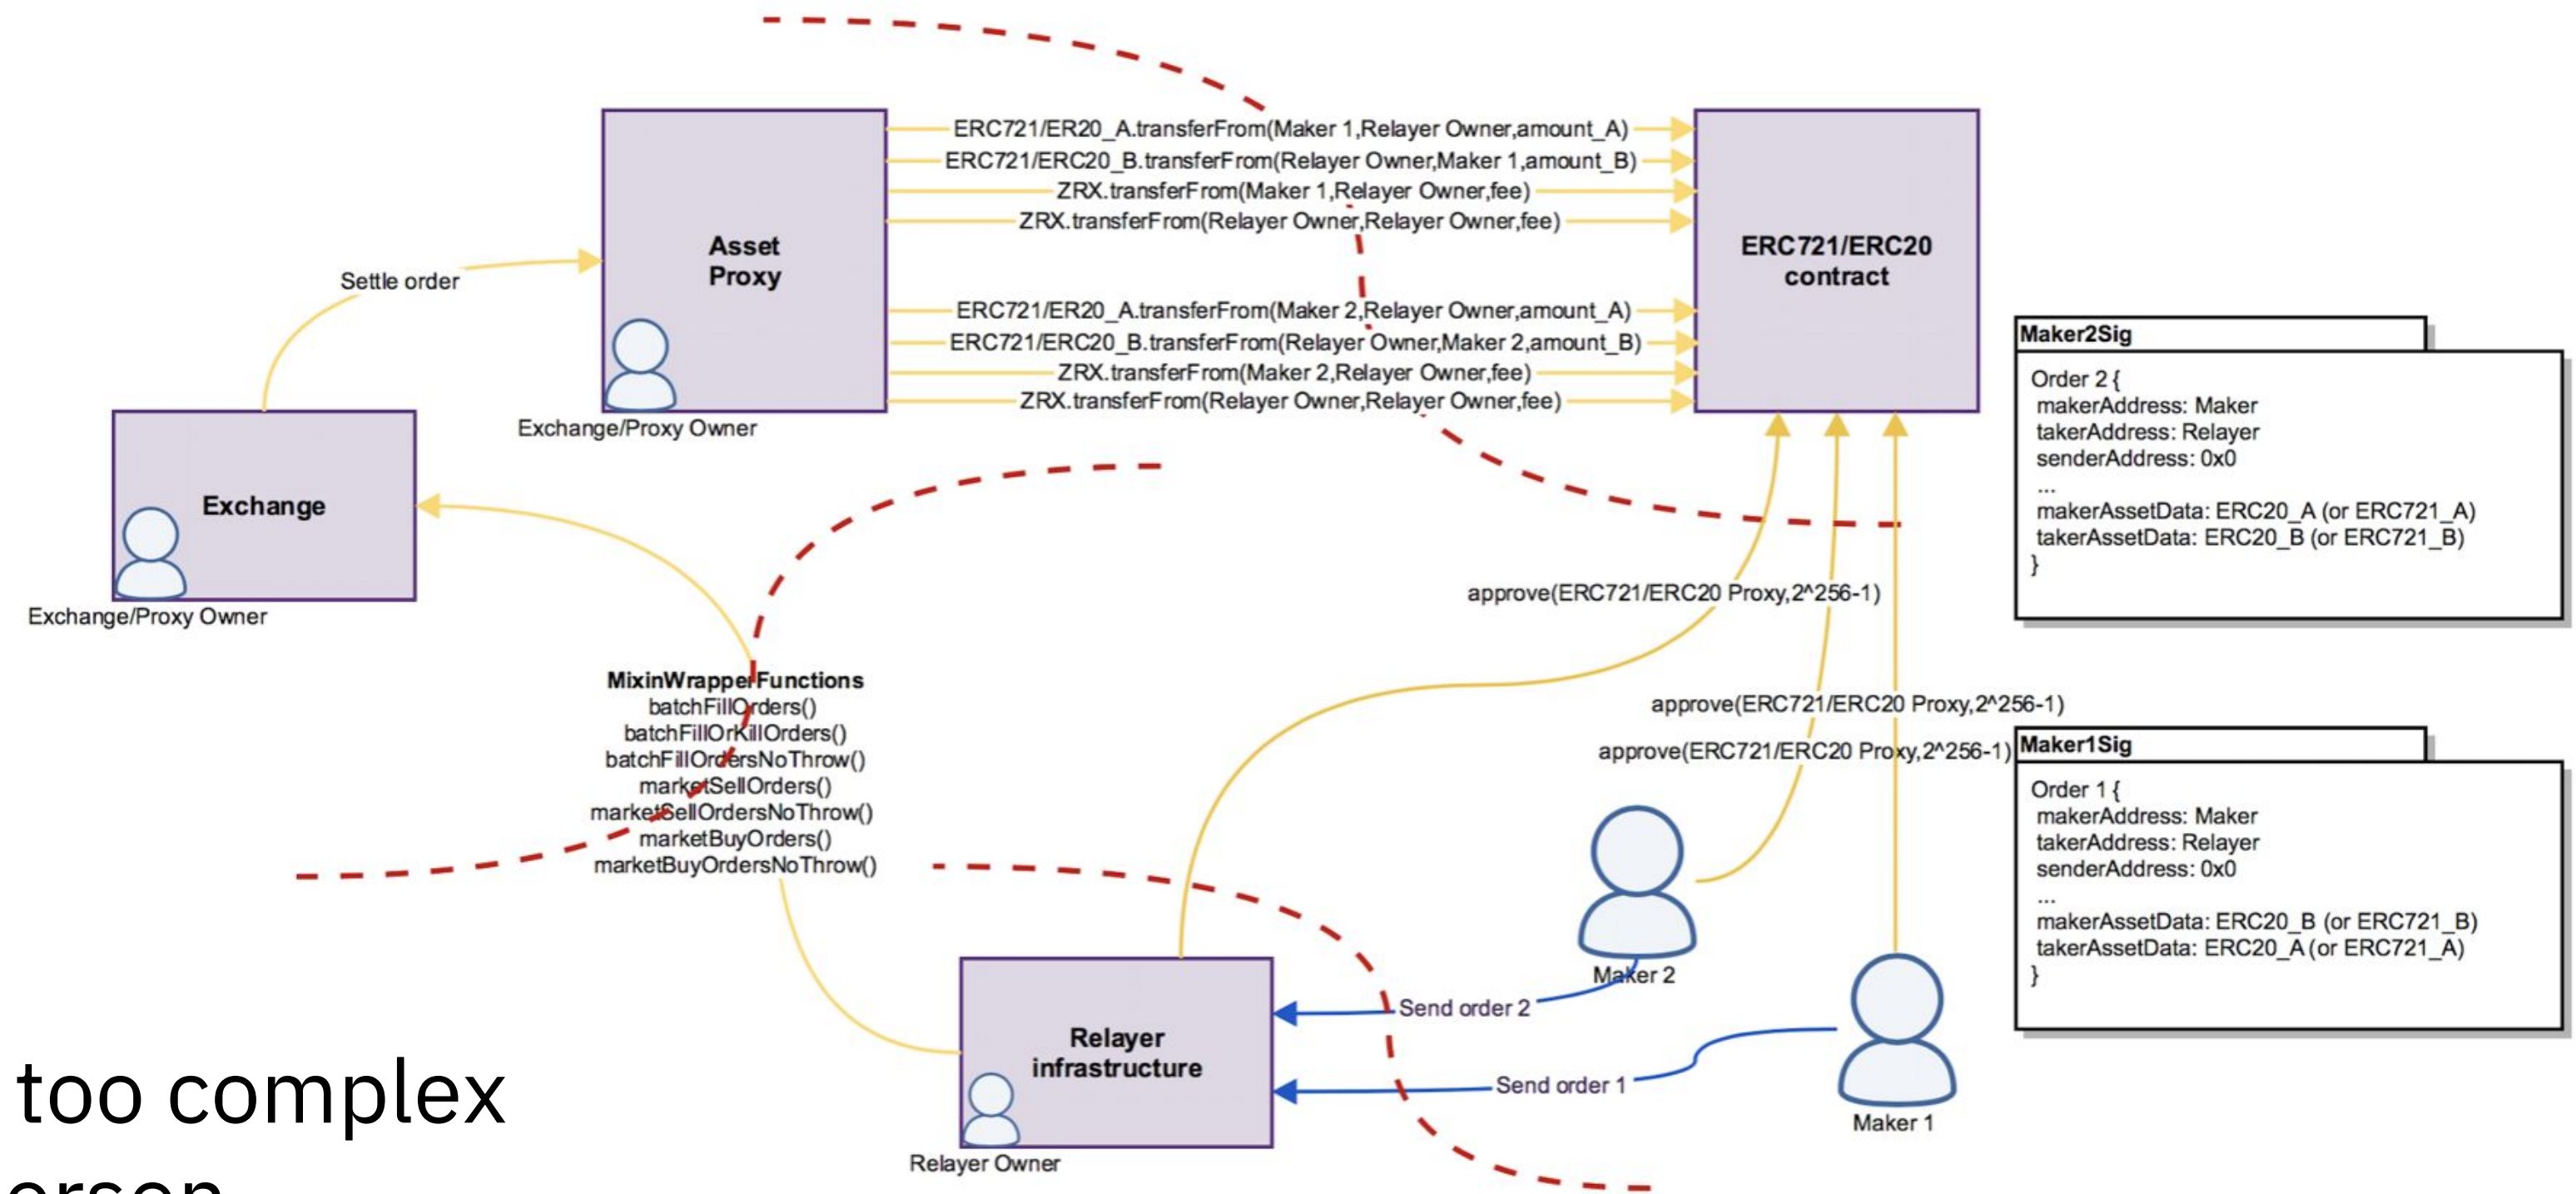 ERC721/ER20_A.transferFrom(Maker 1,Relayer Owner,amount_A)
ERC721/ERC20_B.transferFrom(Relayer Owner,Maker 1,amount_B)
ZRX.transferFrom(Maker 1,Relayer Owner,fee)
ZRX.transferFrom(Relayer Owner,Relayer Owner,fee)
Asset
Proxy
ERC721/ERC20
contract
Settle order
ERC721/ER20_A.transferFrom(Maker 2,Relayer Owner,amount_A)
ERC721/ERC20_B.transferFrom(Relayer Owner,Maker 2,amount_B)
ZRX.transferFrom(Maker 2,Relayer Owner,fee)
ZRX.transferFrom(Relayer Owner,Relayer Owner,fee)
Exchange/Proxy Owner
Maker2Sig
Order 2 {
makerAddress: Maker
takerAddress: Relayer
senderAddress: 0x0
...
makerAssetData: ERC20_A (or ERC721_A)
takerAssetData: ERC20_B (or ERC721_B)
}
Exchange
Exchange/Proxy Owner
approve(ERC721/ERC20 Proxy,2^256-1)
MixinWrapperFunctions
batchFillOrders()
batchFillOrKillOrders()
batchFillOrdersNoThrow()
marketSellOrders()
marketSellOrdersNoThrow()
marketBuyOrders()
marketBuyOrdersNoThrow()
approve(ERC721/ERC20 Proxy,2^256-1)
approve(ERC721/ERC20 Proxy,2^256-1)
Maker1Sig
Order 1 {
makerAddress: Maker
takerAddress: Relayer
senderAddress: 0x0
...
makerAssetData: ERC20_B (or ERC721_B)
takerAssetData: ERC20_A (or ERC721_A)
}
Maker 2
Send order 2
Relayer
infrastructure
Send order 1
Maker 1
Relayer Owner
too complex